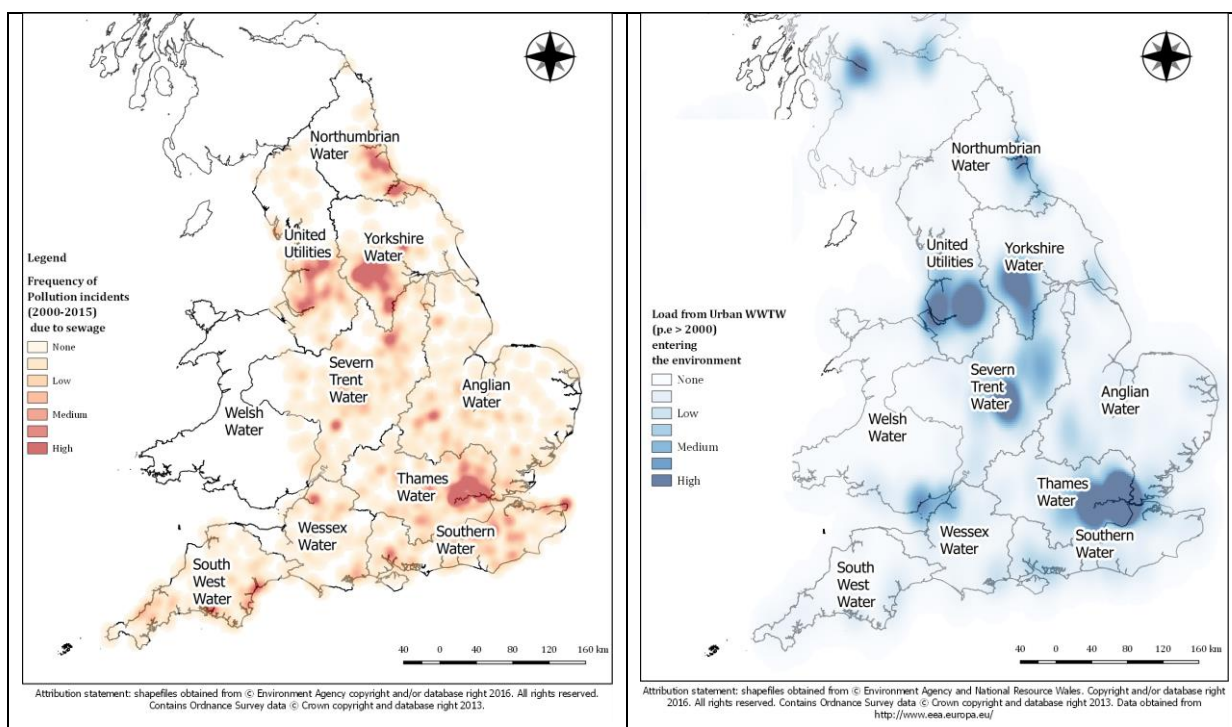 Northumbrian
Water
United
Utilities
Yorkshire
Water
Legend
Frequency of
Pollution incidents
(2000-2015)
due to sewage
None
Low
Medium
High
Severn
Trent
Water
Anglian
Water
Welsh
Water
Thames
Water
Wessex
Water
Southern
Water
South
West
Water
40 0 40 80 120 160 km
Attribution statement: shapefiles obtained from © Environment Agency copyright and/or database right 2016. All rights reserved.
Contains Ordnance Survey data © Crown copyright and database right 2013.
Northumbrian
Water
United
Utilities
Yorkshire
Water
Load from Urban WWTW
(p.e > 2000)
entering
the environment
None
Low
Medium
High
Severn
Trent
Water
Anglian
Water
Welsh
Water
Thames
Water
Wessex
Water
Southern
Water
South
West
Water
40 0 40 80 120 160 km
Attribution statement: shapefiles obtained from © Environment Agency and National Resource Wales. Copyright and/or database right
2016. All rights reserved. Contains Ordnance Survey data © Crown copyright and database right 2013. Data obtained from
http://www.eea.europa.eu/